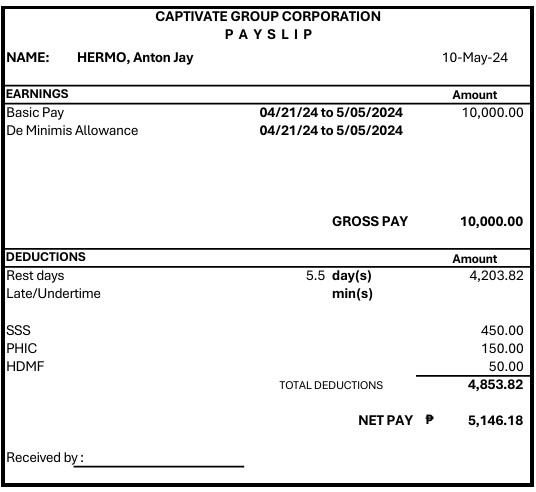 CAPTIVATE GROUP CORPORATION
P A Y S L I P
NAME: HERMO, Anton Jay 10-May-24
EARNINGS Amount
Basic Pay 04/21/24 to 5/05/2024 10,000.00
De Minimis Allowance 04/21/24 to 5/05/2024
GROSS PAY 10,000.00
DEDUCTIONS Amount
Rest days 5.5 day(s) 4,203.82
Late/Undertime min(s)
SSS 450.00
PHIC 150.00
HDMF 50.00
TOTAL DEDUCTIONS 4,853.82
NET PAY ₱ 5,146.18
Received by :